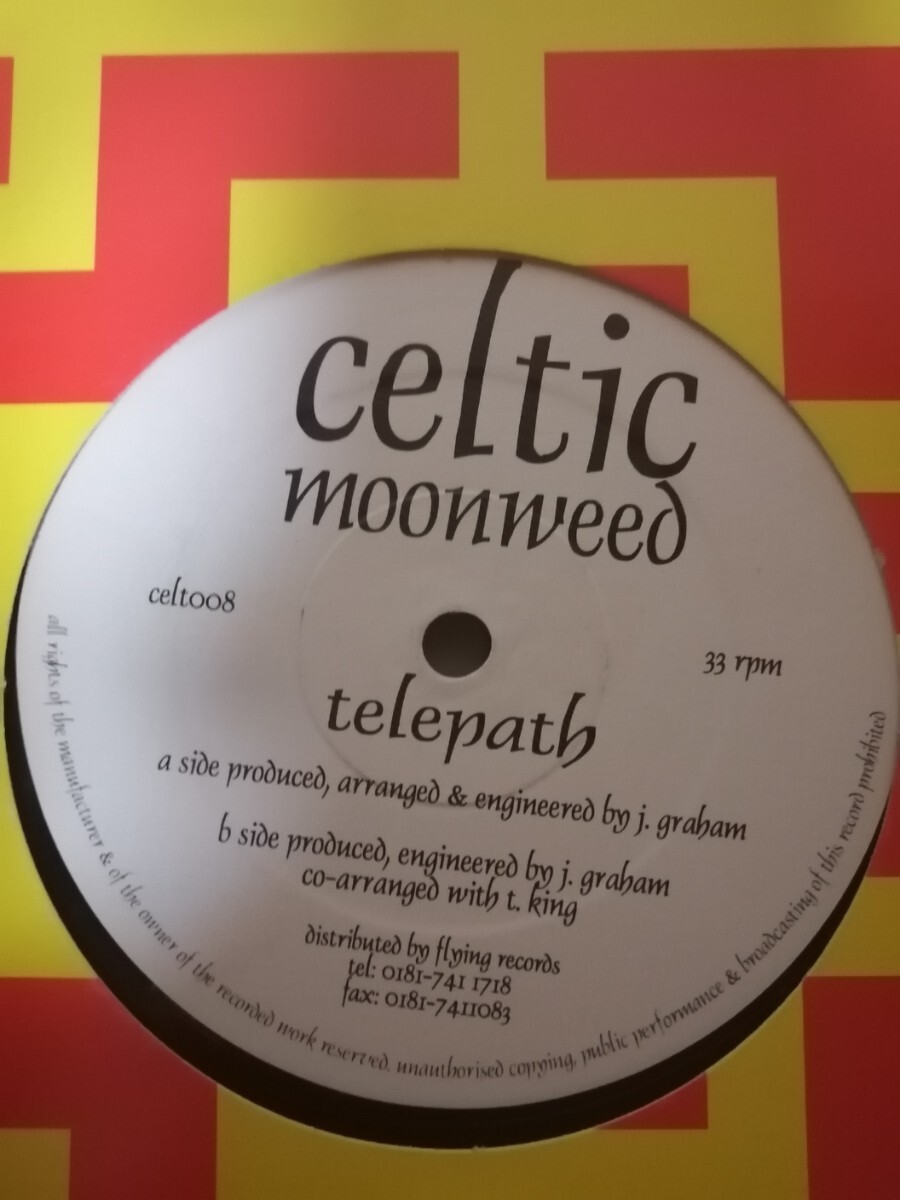 celtic
moonweed
celt008
33 rpm
telepath
a side produced, arranged & engineered by j. graham
b side produced, engineered by j. graham
co-arranged with t. king
distributed by flying records
tel: 0181-741 1718
fax: 0181-7411083
all rights of the manufacturer & of the owner of the recorded work reserved. unauthorised copying, public performance & broadcasting of this record prohibited